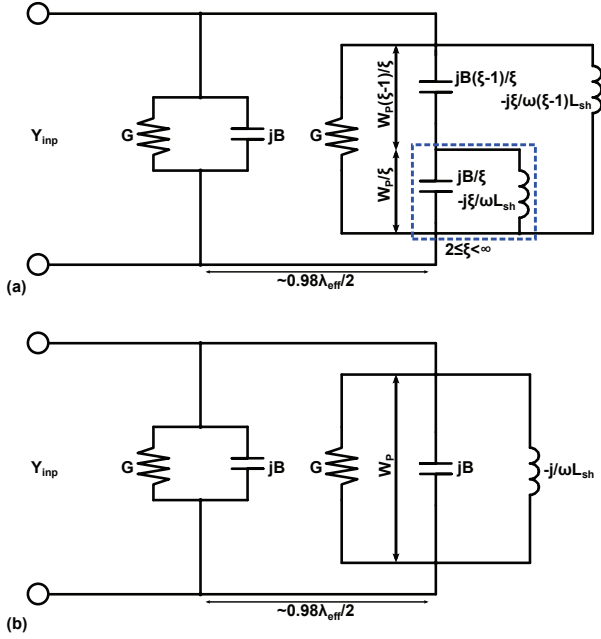 W_P(ξ-1)/ξ
jB(ξ-1)/ξ
-jξ/ω(ξ-1)L_sh
Y_inp
G
jB
G
W_P/ξ
jB/ξ
-jξ/ωL_sh
2≤ξ<∞
~0.98λ_eff/2
(a)
Y_inp
G
jB
G
W_P
jB
-j/ωL_sh
~0.98λ_eff/2
(b)